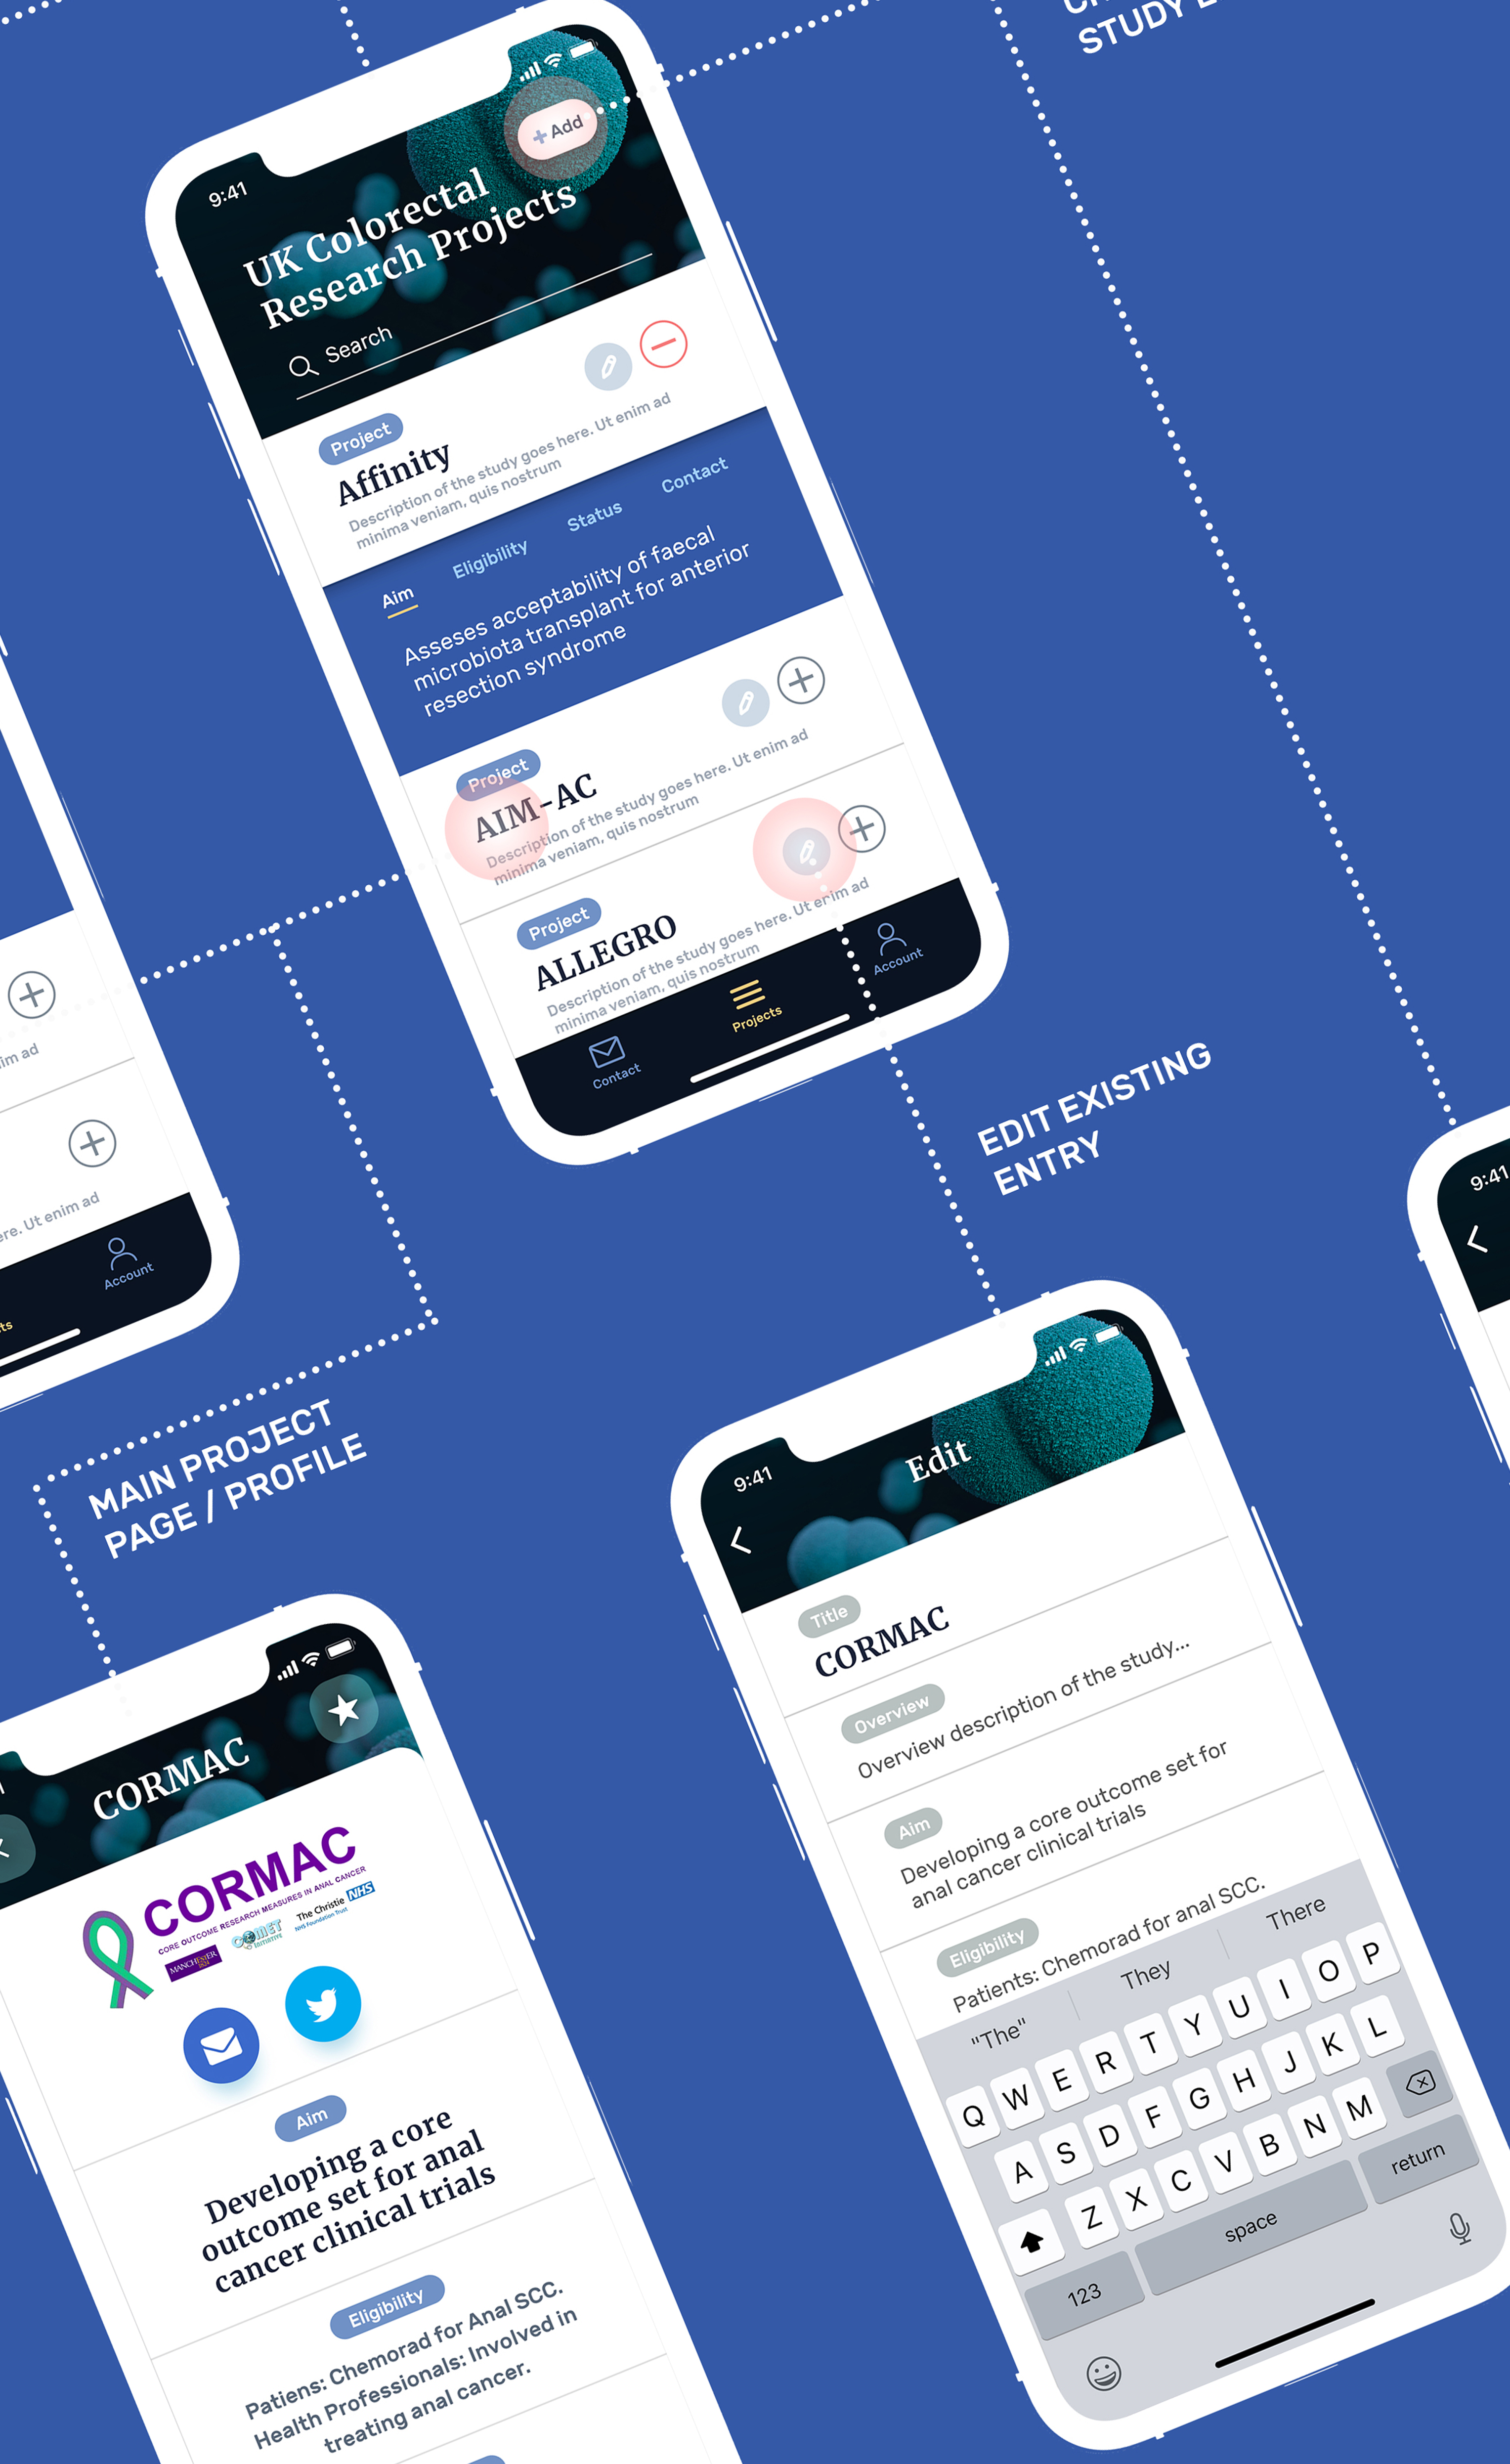 STUDY
9:41
+ Add
UK Colorectal
Research Projects
Search
Project
Affinity
Description of the study goes here. Ut enim ad
minima veniam, quis nostrum
Aim
Eligibility
Status
Contact
Asseses acceptability of faecal
microbiota transplant for anterior
resection syndrome
Project
AIM-AC
Description of the study goes here. Ut enim ad
minima veniam, quis nostrum
Project
ALLEGRO
Description of the study goes here. Ut enim ad
minima veniam, quis nostrum
Contact
Projects
Account
im ad
ere. Ut enim ad
ts
Account
EDIT EXISTING
ENTRY
MAIN PROJECT
PAGE / PROFILE
9:41
9:41
Edit
Title
CORMAC
Overview
Overview description of the study...
Aim
Developing a core outcome set for
anal cancer clinical trials
Eligibility
Patients: Chemorad for anal SCC.
"The"
They
There
Q W E R T Y U I O P
A S D F G H J K L
Z X C V B N M
123
space
return
CORMAC
CORMAC
CORE OUTCOME RESEARCH MEASURES IN ANAL CANCER
MANCHESTER
1824
COMET
INITIATIVE
The Christie NHS
NHS Foundation Trust
Aim
Developing a core
outcome set for anal
cancer clinical trials
Eligibility
Patiens: Chemorad for Anal SCC.
Health Professionals: Involved in
treating anal cancer.